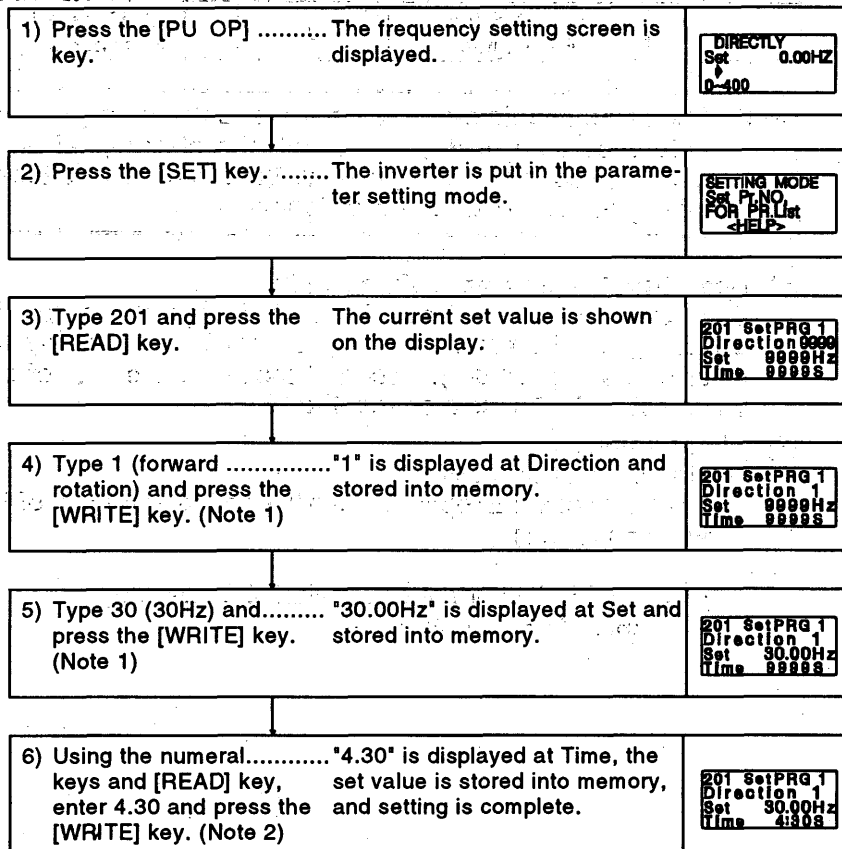 1) Press the [PU OP] .......... The frequency setting screen is
key. displayed.
DIRECTLY
Set 0.00HZ
0~400
2) Press the [SET] key. ....... The inverter is put in the parame-
ter setting mode.
SETTING MODE
Set Pr.NO.
FOR PR.List
<HELP>
3) Type 201 and press the The current set value is shown
[READ] key. on the display.
201 SetPRG 1
Direction 9999
Set 9999Hz
Time 9999S
4) Type 1 (forward ............... "1" is displayed at Direction and
rotation) and press the stored into memory.
[WRITE] key. (Note 1)
201 SetPRG 1
Direction 1
Set 9999Hz
Time 9999S
5) Type 30 (30Hz) and......... "30.00Hz" is displayed at Set and
press the [WRITE] key. stored into memory.
(Note 1)
201 SetPRG 1
Direction 1
Set 30.00Hz
Time 9999S
6) Using the numeral............ "4.30" is displayed at Time, the
keys and [READ] key, set value is stored into memory,
enter 4.30 and press the and setting is complete.
[WRITE] key. (Note 2)
201 SetPRG 1
Direction 1
Set 30.00Hz
Time 4:30S